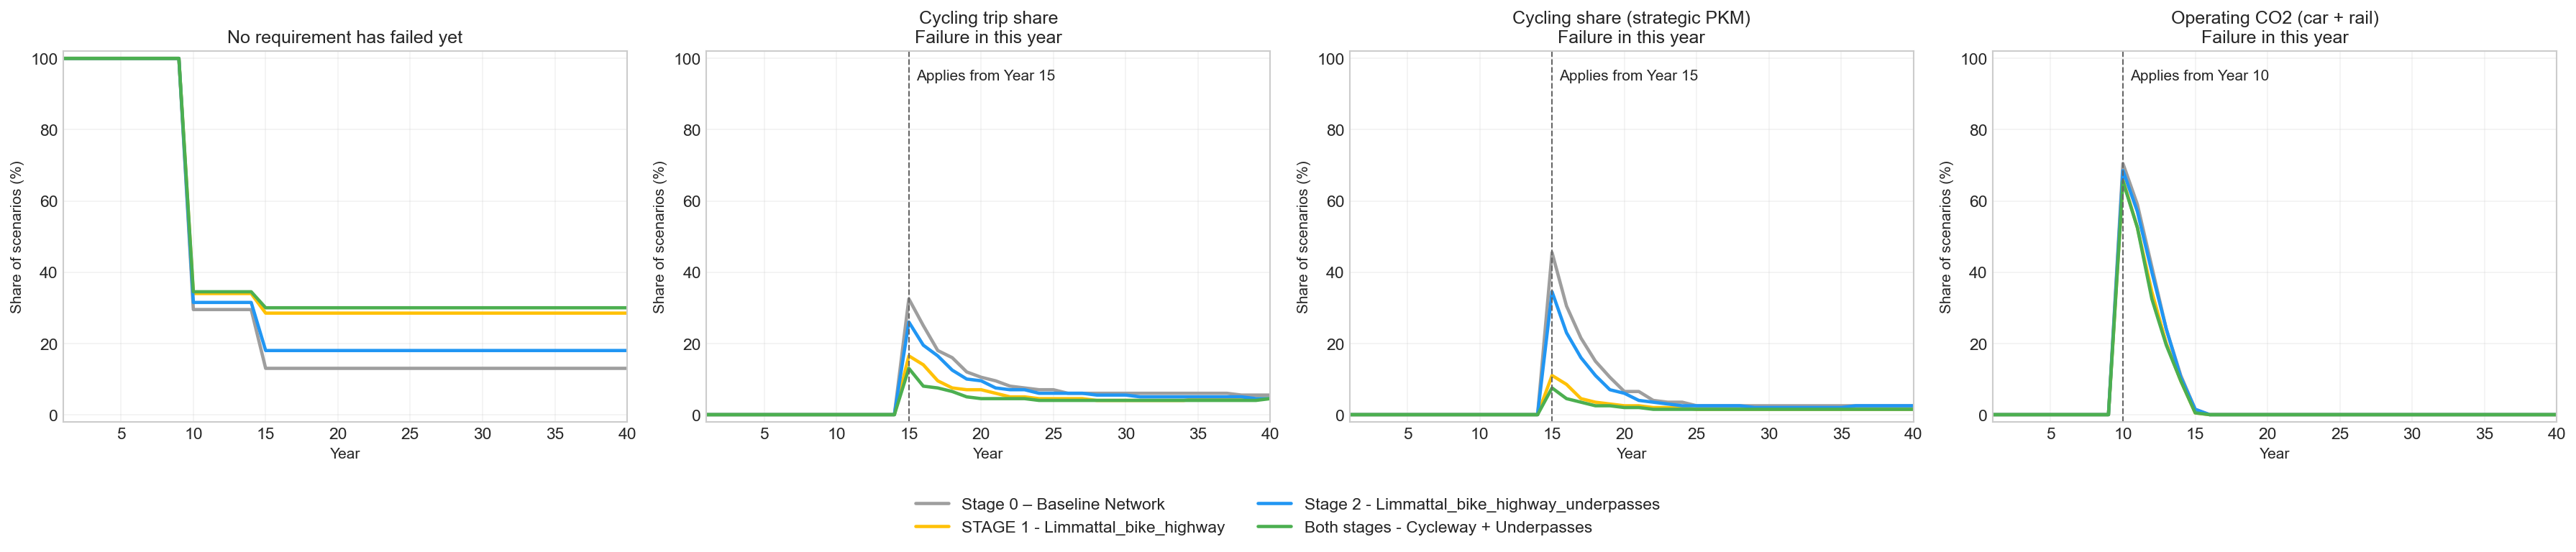 No requirement has failed yet
Share of scenarios (%)
100
80
60
40
20
0
5 10 15 20 25 30 35 40
Year
Cycling trip share
Failure in this year
Applies from Year 15
Share of scenarios (%)
100
80
60
40
20
0
5 10 15 20 25 30 35 40
Year
Cycling share (strategic PKM)
Failure in this year
Applies from Year 15
Share of scenarios (%)
100
80
60
40
20
0
5 10 15 20 25 30 35 40
Year
Operating CO2 (car + rail)
Failure in this year
Applies from Year 10
Share of scenarios (%)
100
80
60
40
20
0
5 10 15 20 25 30 35 40
Year
Stage 0 – Baseline Network
STAGE 1 - Limmattal_bike_highway
Stage 2 - Limmattal_bike_highway_underpasses
Both stages - Cycleway + Underpasses